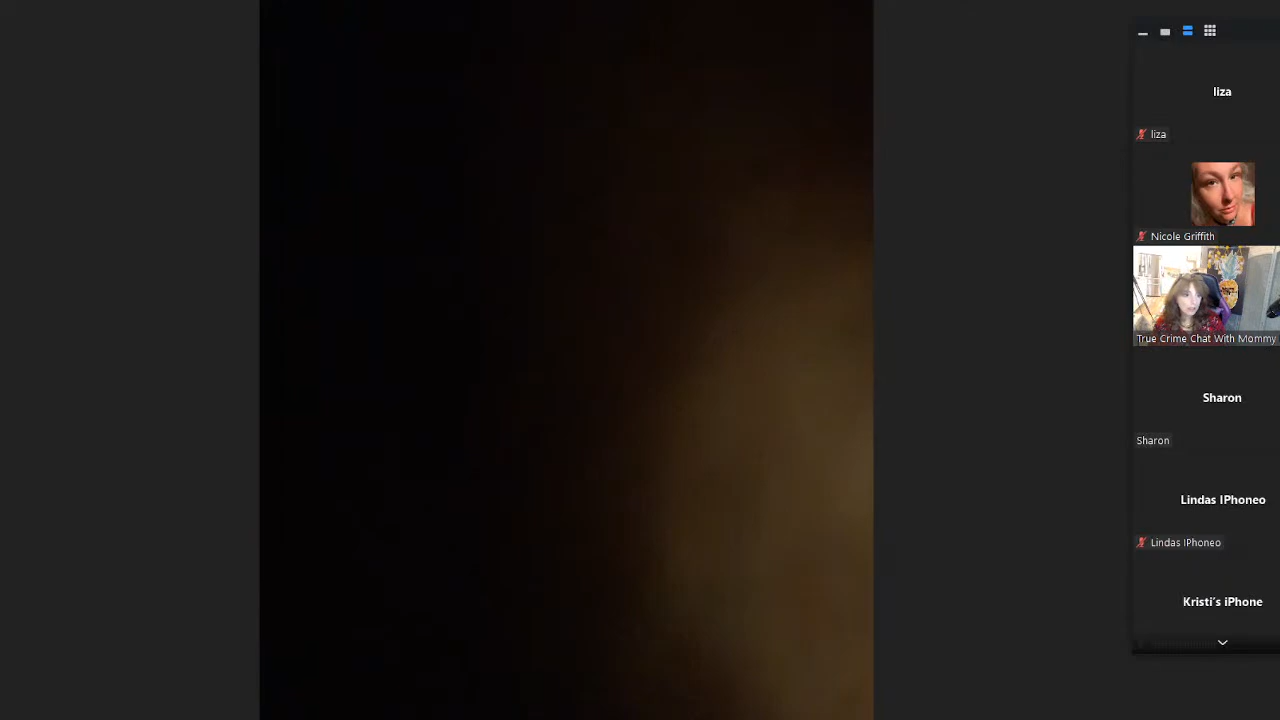 liza
liza
Nicole Griffith
True Crime Chat With Mommy
Sharon
Sharon
Lindas IPhoneo
Lindas IPhoneo
Kristi's iPhone